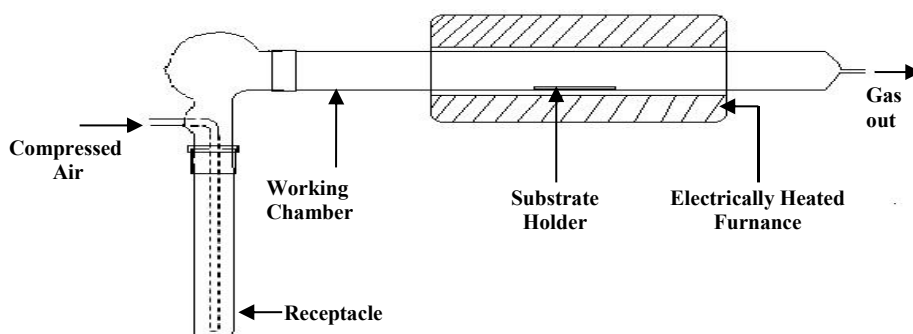 Gas
out
Compressed
Air
Working
Chamber
Substrate
Holder
Electrically Heated
Furnance
Receptacle